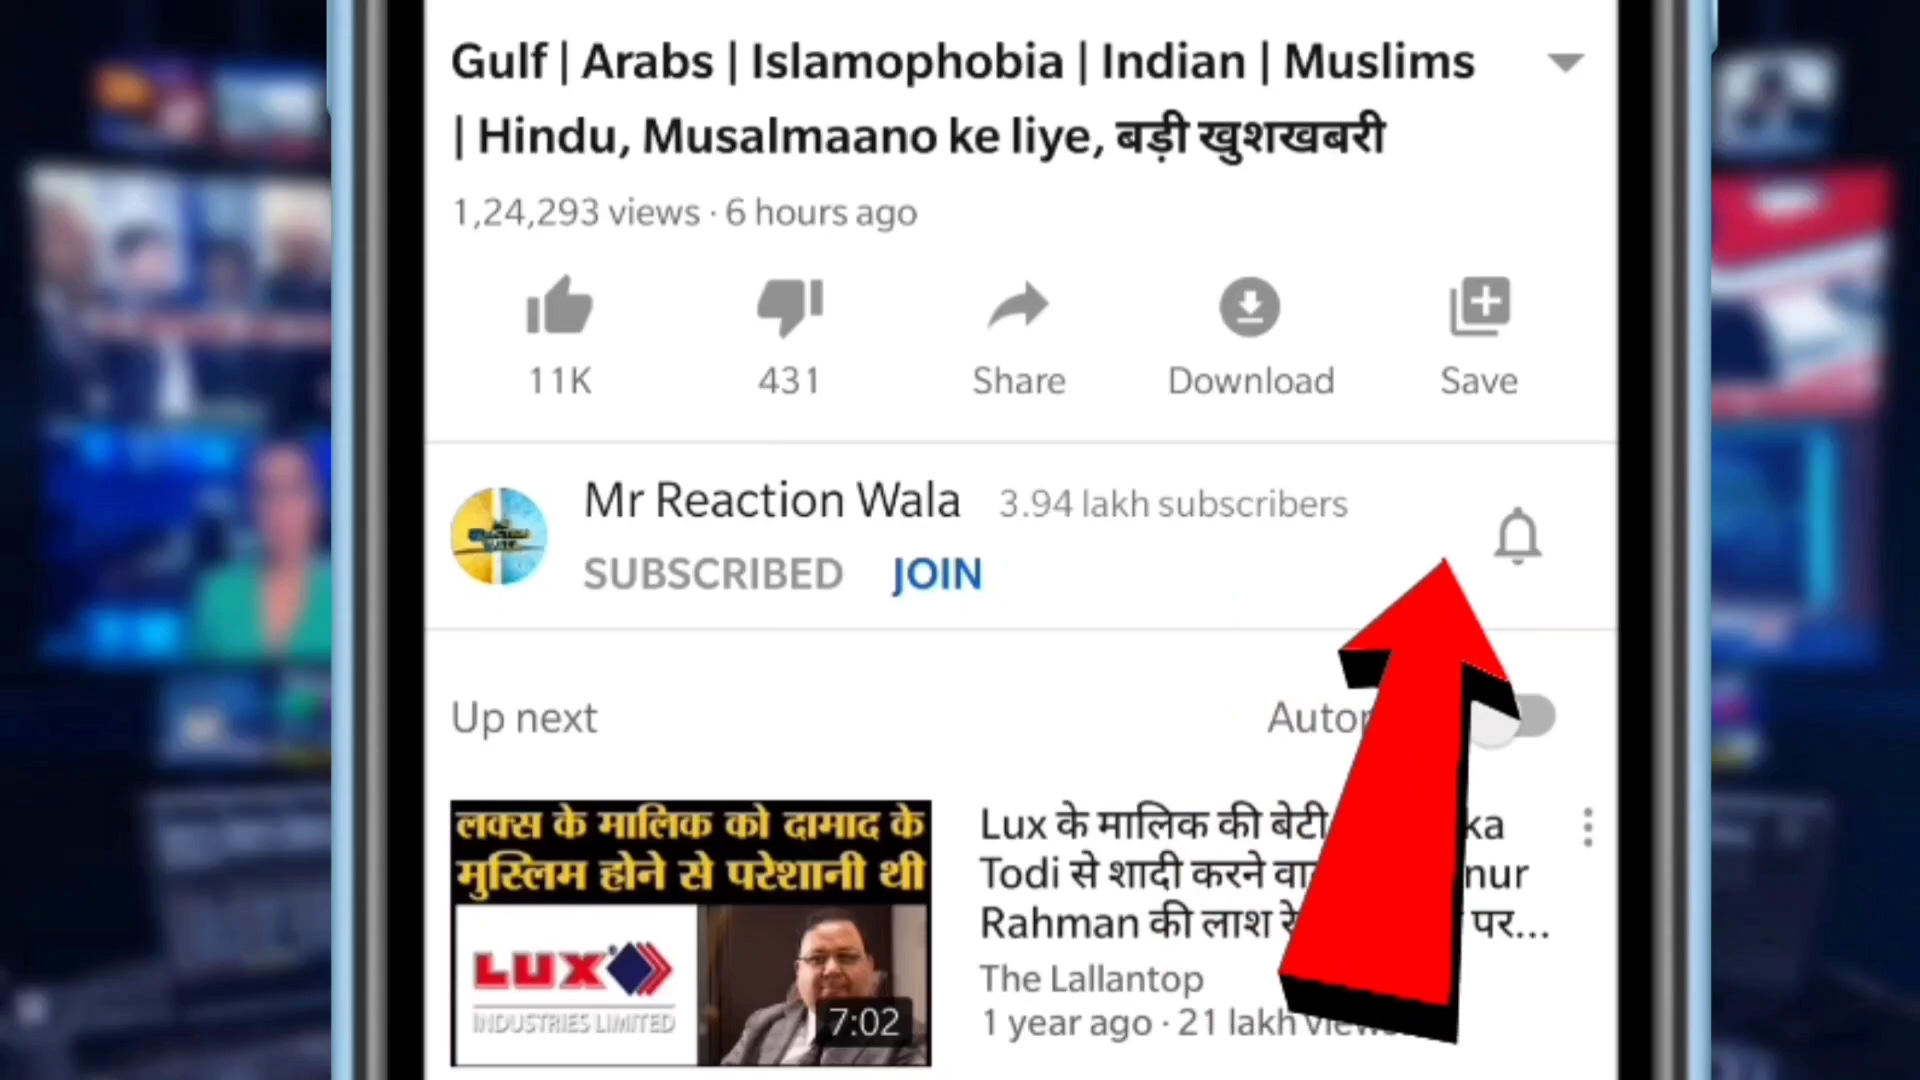 Gulf | Arabs | Islamophobia | Indian | Muslims
| Hindu, Musalmaano ke liye, बड़ी खुशखबरी
1,24,293 views · 6 hours ago
11K
431
Share
Download
Save
Mr Reaction Wala
3.94 lakh subscribers
SUBSCRIBED
JOIN
Up next
लक्स के मालिक को दामाद के
मुस्लिम होने से परेशानी थी
LUX
INDUSTRIES LIMITED
7:02
Lux के मालिक की बेटी
Todi से शादी करने
Rahman की लाश पर...
The Lallantop
1 year ago · 21 lakh views